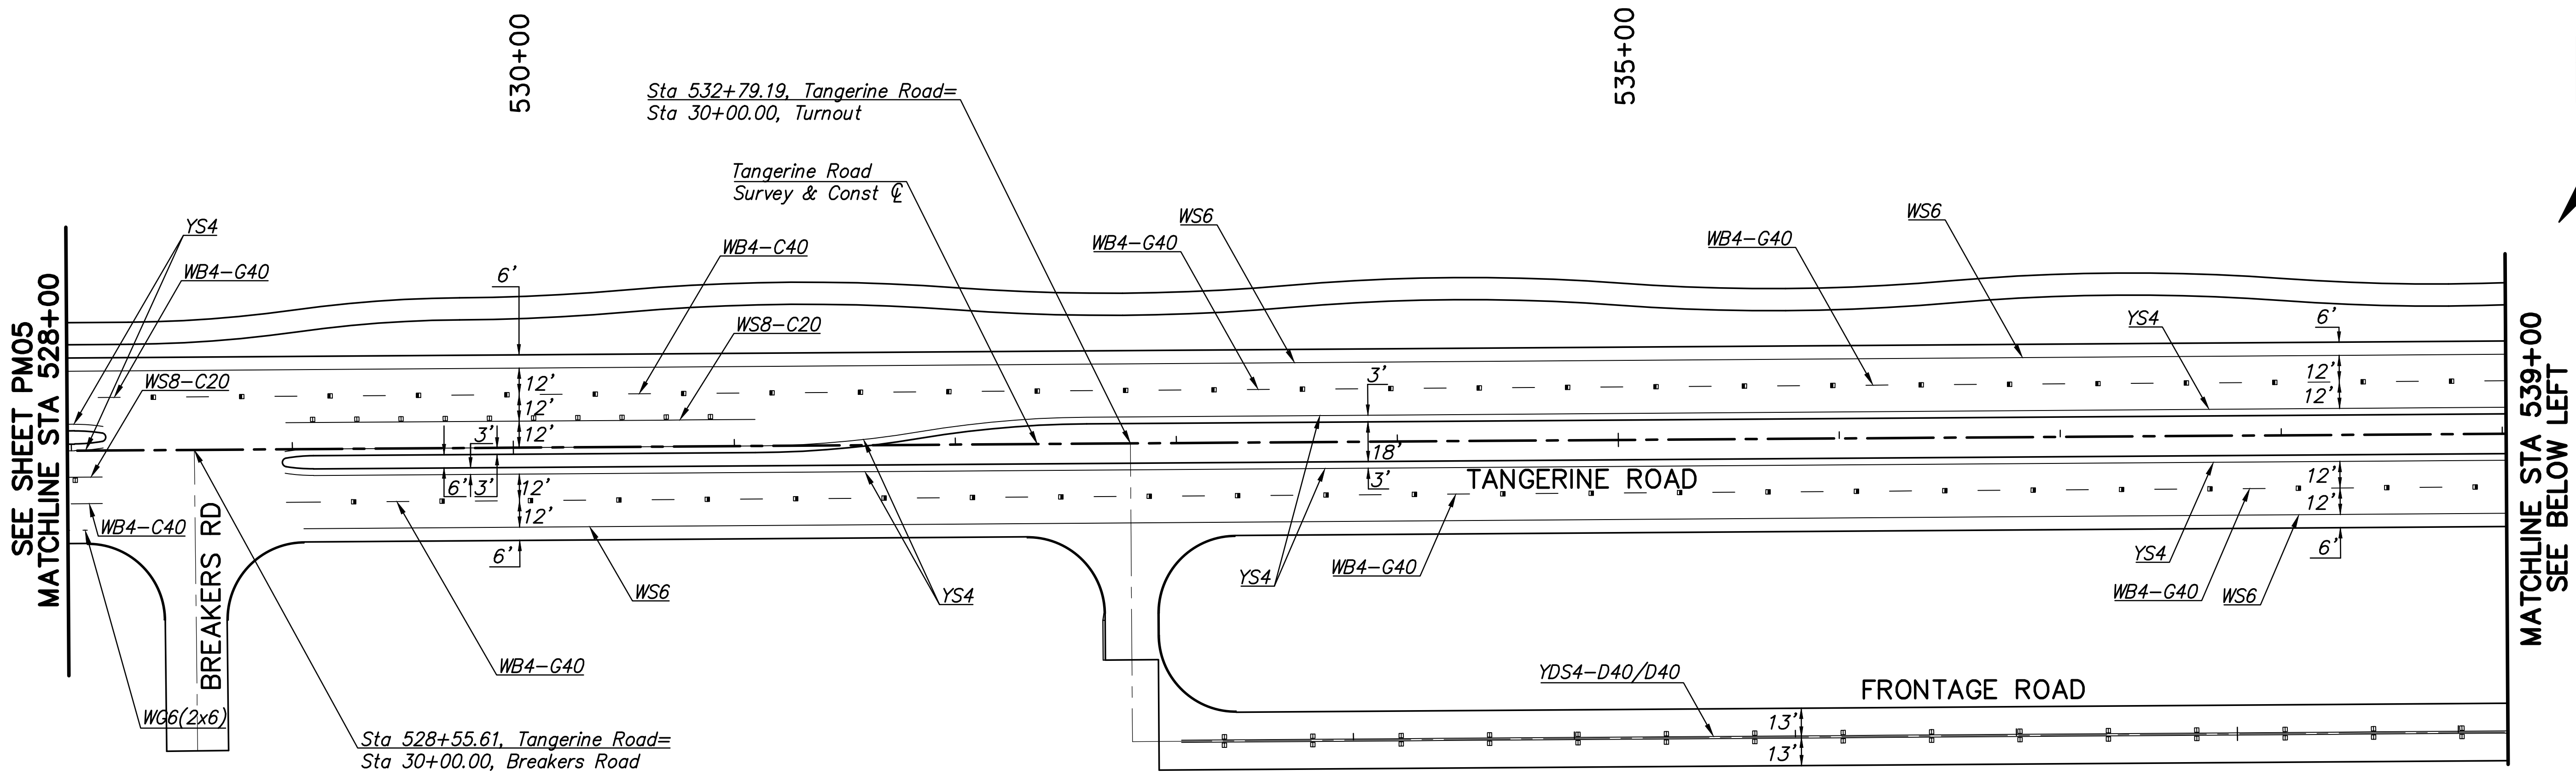 530+00
535+00
Sta 532+79.19, Tangerine Road=
Sta 30+00.00, Turnout
Tangerine Road
Survey & Const ℄
YS4
WB4-G40
WB4-C40
WS6
WB4-G40
WB4-G40
WS6
6'
WS8-C20
WS8-C20
YS4
6'
SEE SHEET PM05
MATCHLINE STA 528+00
12'
12'
12'
3'
3'
12'
12'
18'
3'
6'
3'
12'
12'
TANGERINE ROAD
12'
12'
MATCHLINE STA 539+00
SEE BELOW LEFT
WB4-C40
BREAKERS RD
6'
WS6
YS4
YS4
WB4-G40
YS4
6'
WB4-G40
WS6
WB4-G40
WG6(2x6)
YDS4-D40/D40
FRONTAGE ROAD
13'
13'
Sta 528+55.61, Tangerine Road=
Sta 30+00.00, Breakers Road